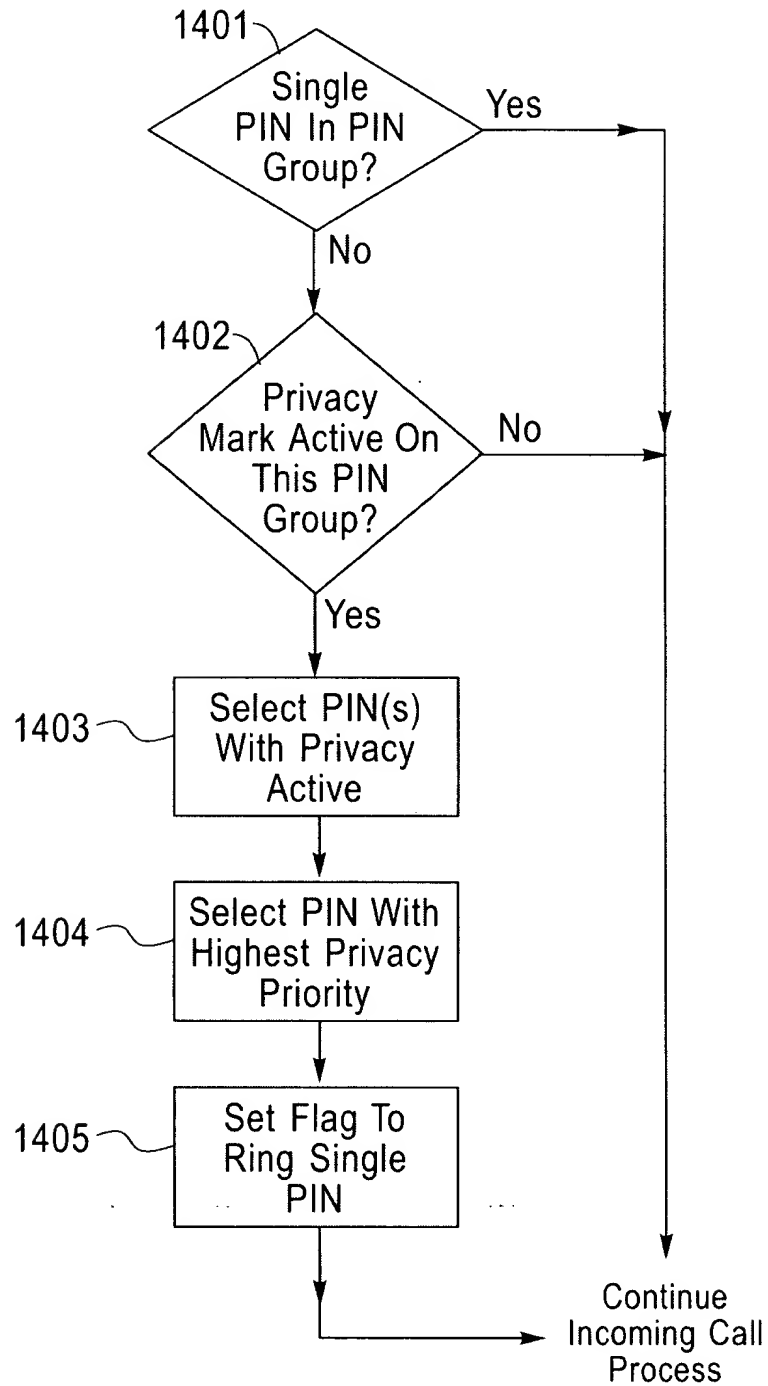 1401
Single
PIN In PIN
Group?
Yes
No
1402
Privacy
Mark Active On
This PIN
Group?
No
Yes
1403
Select PIN(s)
With Privacy
Active
1404
Select PIN With
Highest Privacy
Priority
1405
Set Flag To
Ring Single
PIN
Continue
Incoming Call
Process